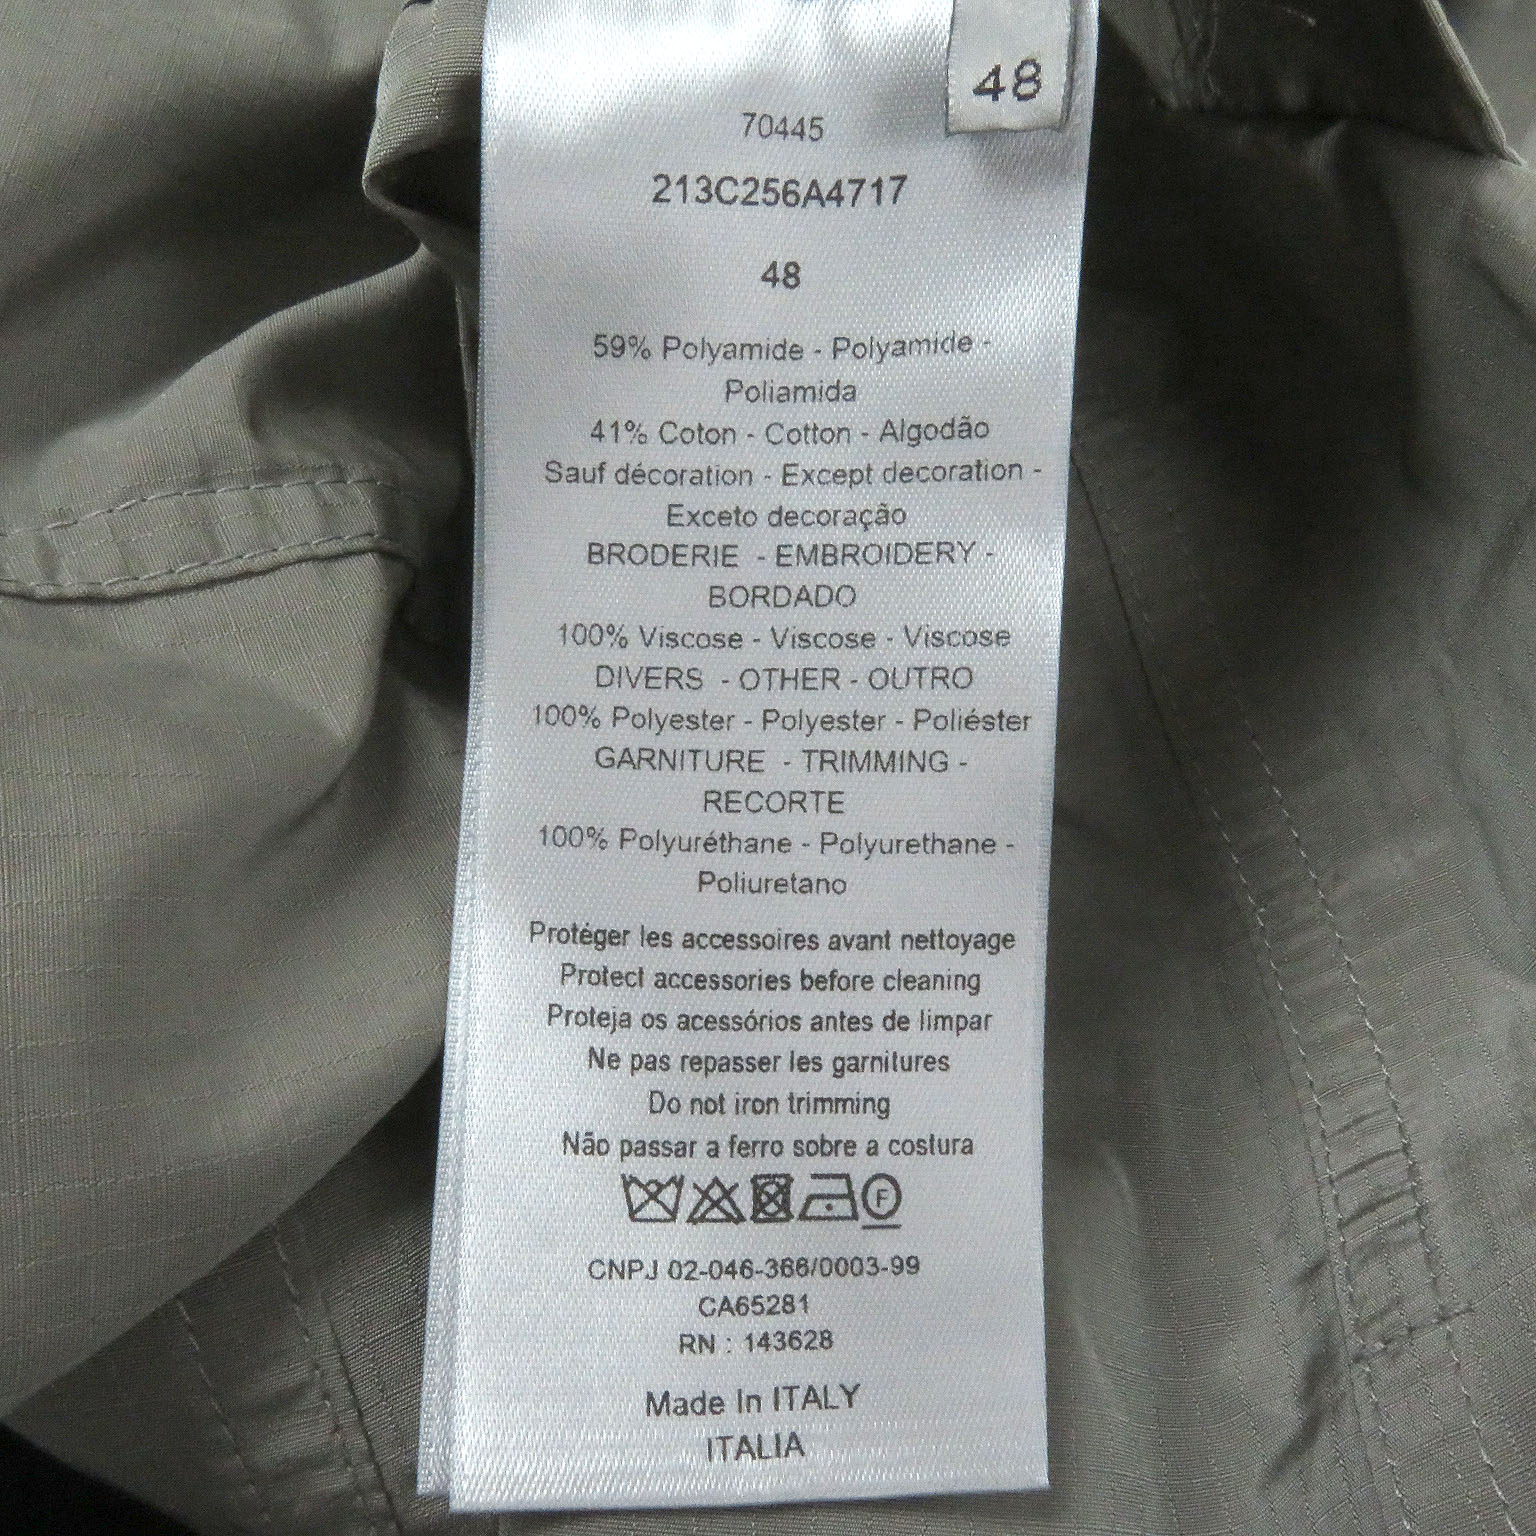 48
70445
213C256A4717
48
59% Polyamide - Polyamide -
Poliamida
41% Coton - Cotton - Algodão
Sauf décoration - Except decoration -
Exceto decoração
BRODERIE - EMBROIDERY -
BORDADO
100% Viscose - Viscose - Viscose
DIVERS - OTHER - OUTRO
100% Polyester - Polyester - Poliéster
GARNITURE - TRIMMING -
RECORTE
100% Polyuréthane - Polyurethane -
Poliuretano
Protéger les accessoires avant nettoyage
Protect accessories before cleaning
Proteja os acessórios antes de limpar
Ne pas repasser les garnitures
Do not iron trimming
Não passar a ferro sobre a costura
F
CNPJ 02-046-366/0003-99
CA65281
RN : 143628
Made In ITALY
ITALIA